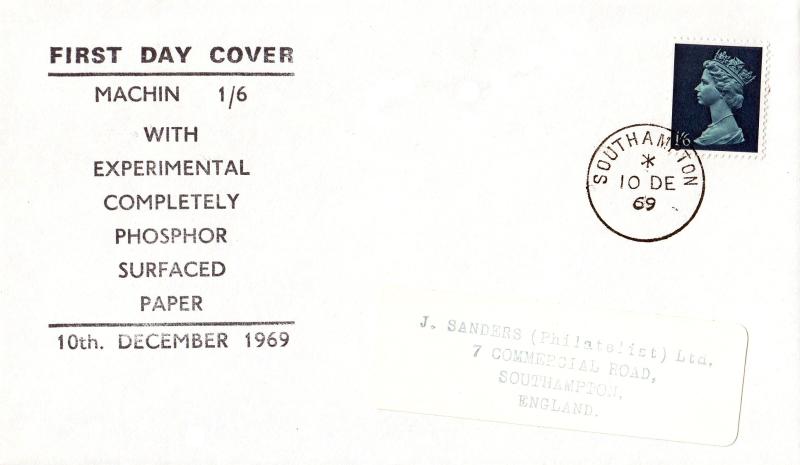 FIRST DAY COVER
MACHIN 1/6
WITH
EXPERIMENTAL
COMPLETELY
PHOSPHOR
SURFACED
PAPER
10th. DECEMBER 1969
1/6
SOUTHAMPTON
*
10 DE
69
J. SANDERS (Philatelist) Ltd.
7 COMMERCIAL ROAD,
SOUTHAMPTON,
ENGLAND.